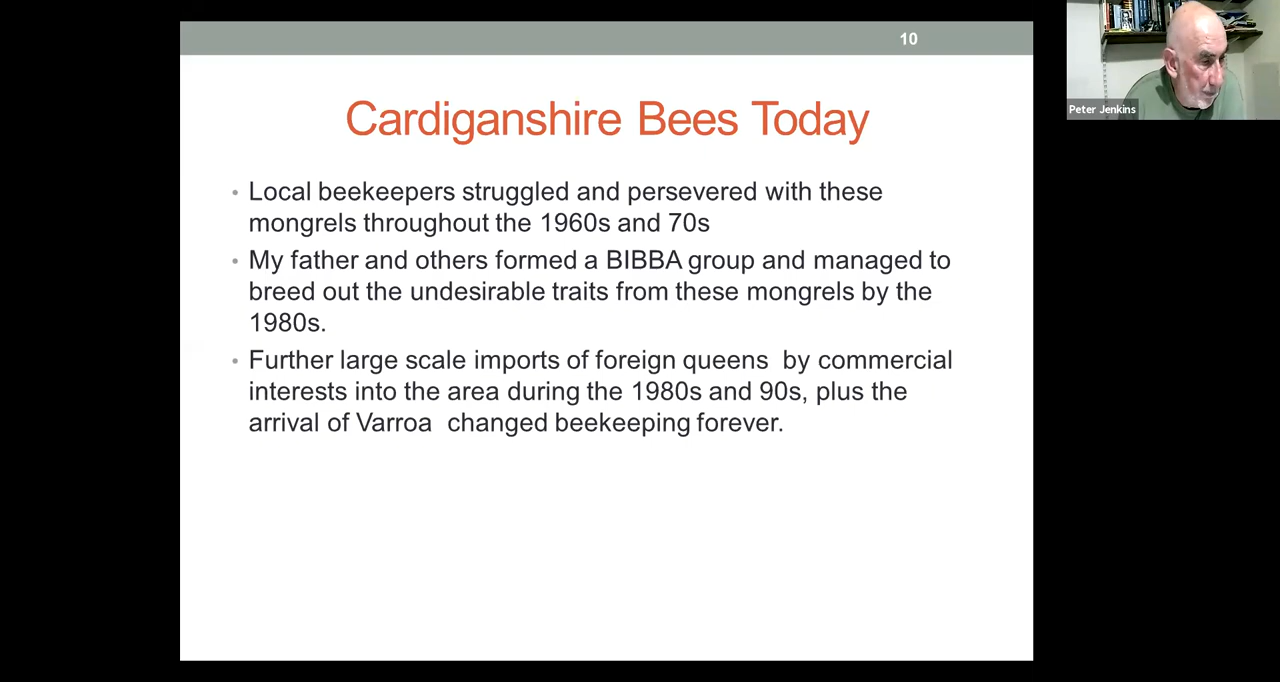 10
Peter Jenkins
Cardiganshire Bees Today
• Local beekeepers struggled and persevered with these
mongrels throughout the 1960s and 70s
• My father and others formed a BIBBA group and managed to
breed out the undesirable traits from these mongrels by the
1980s.
• Further large scale imports of foreign queens  by commercial
interests into the area during the 1980s and 90s, plus the
arrival of Varroa  changed beekeeping forever.